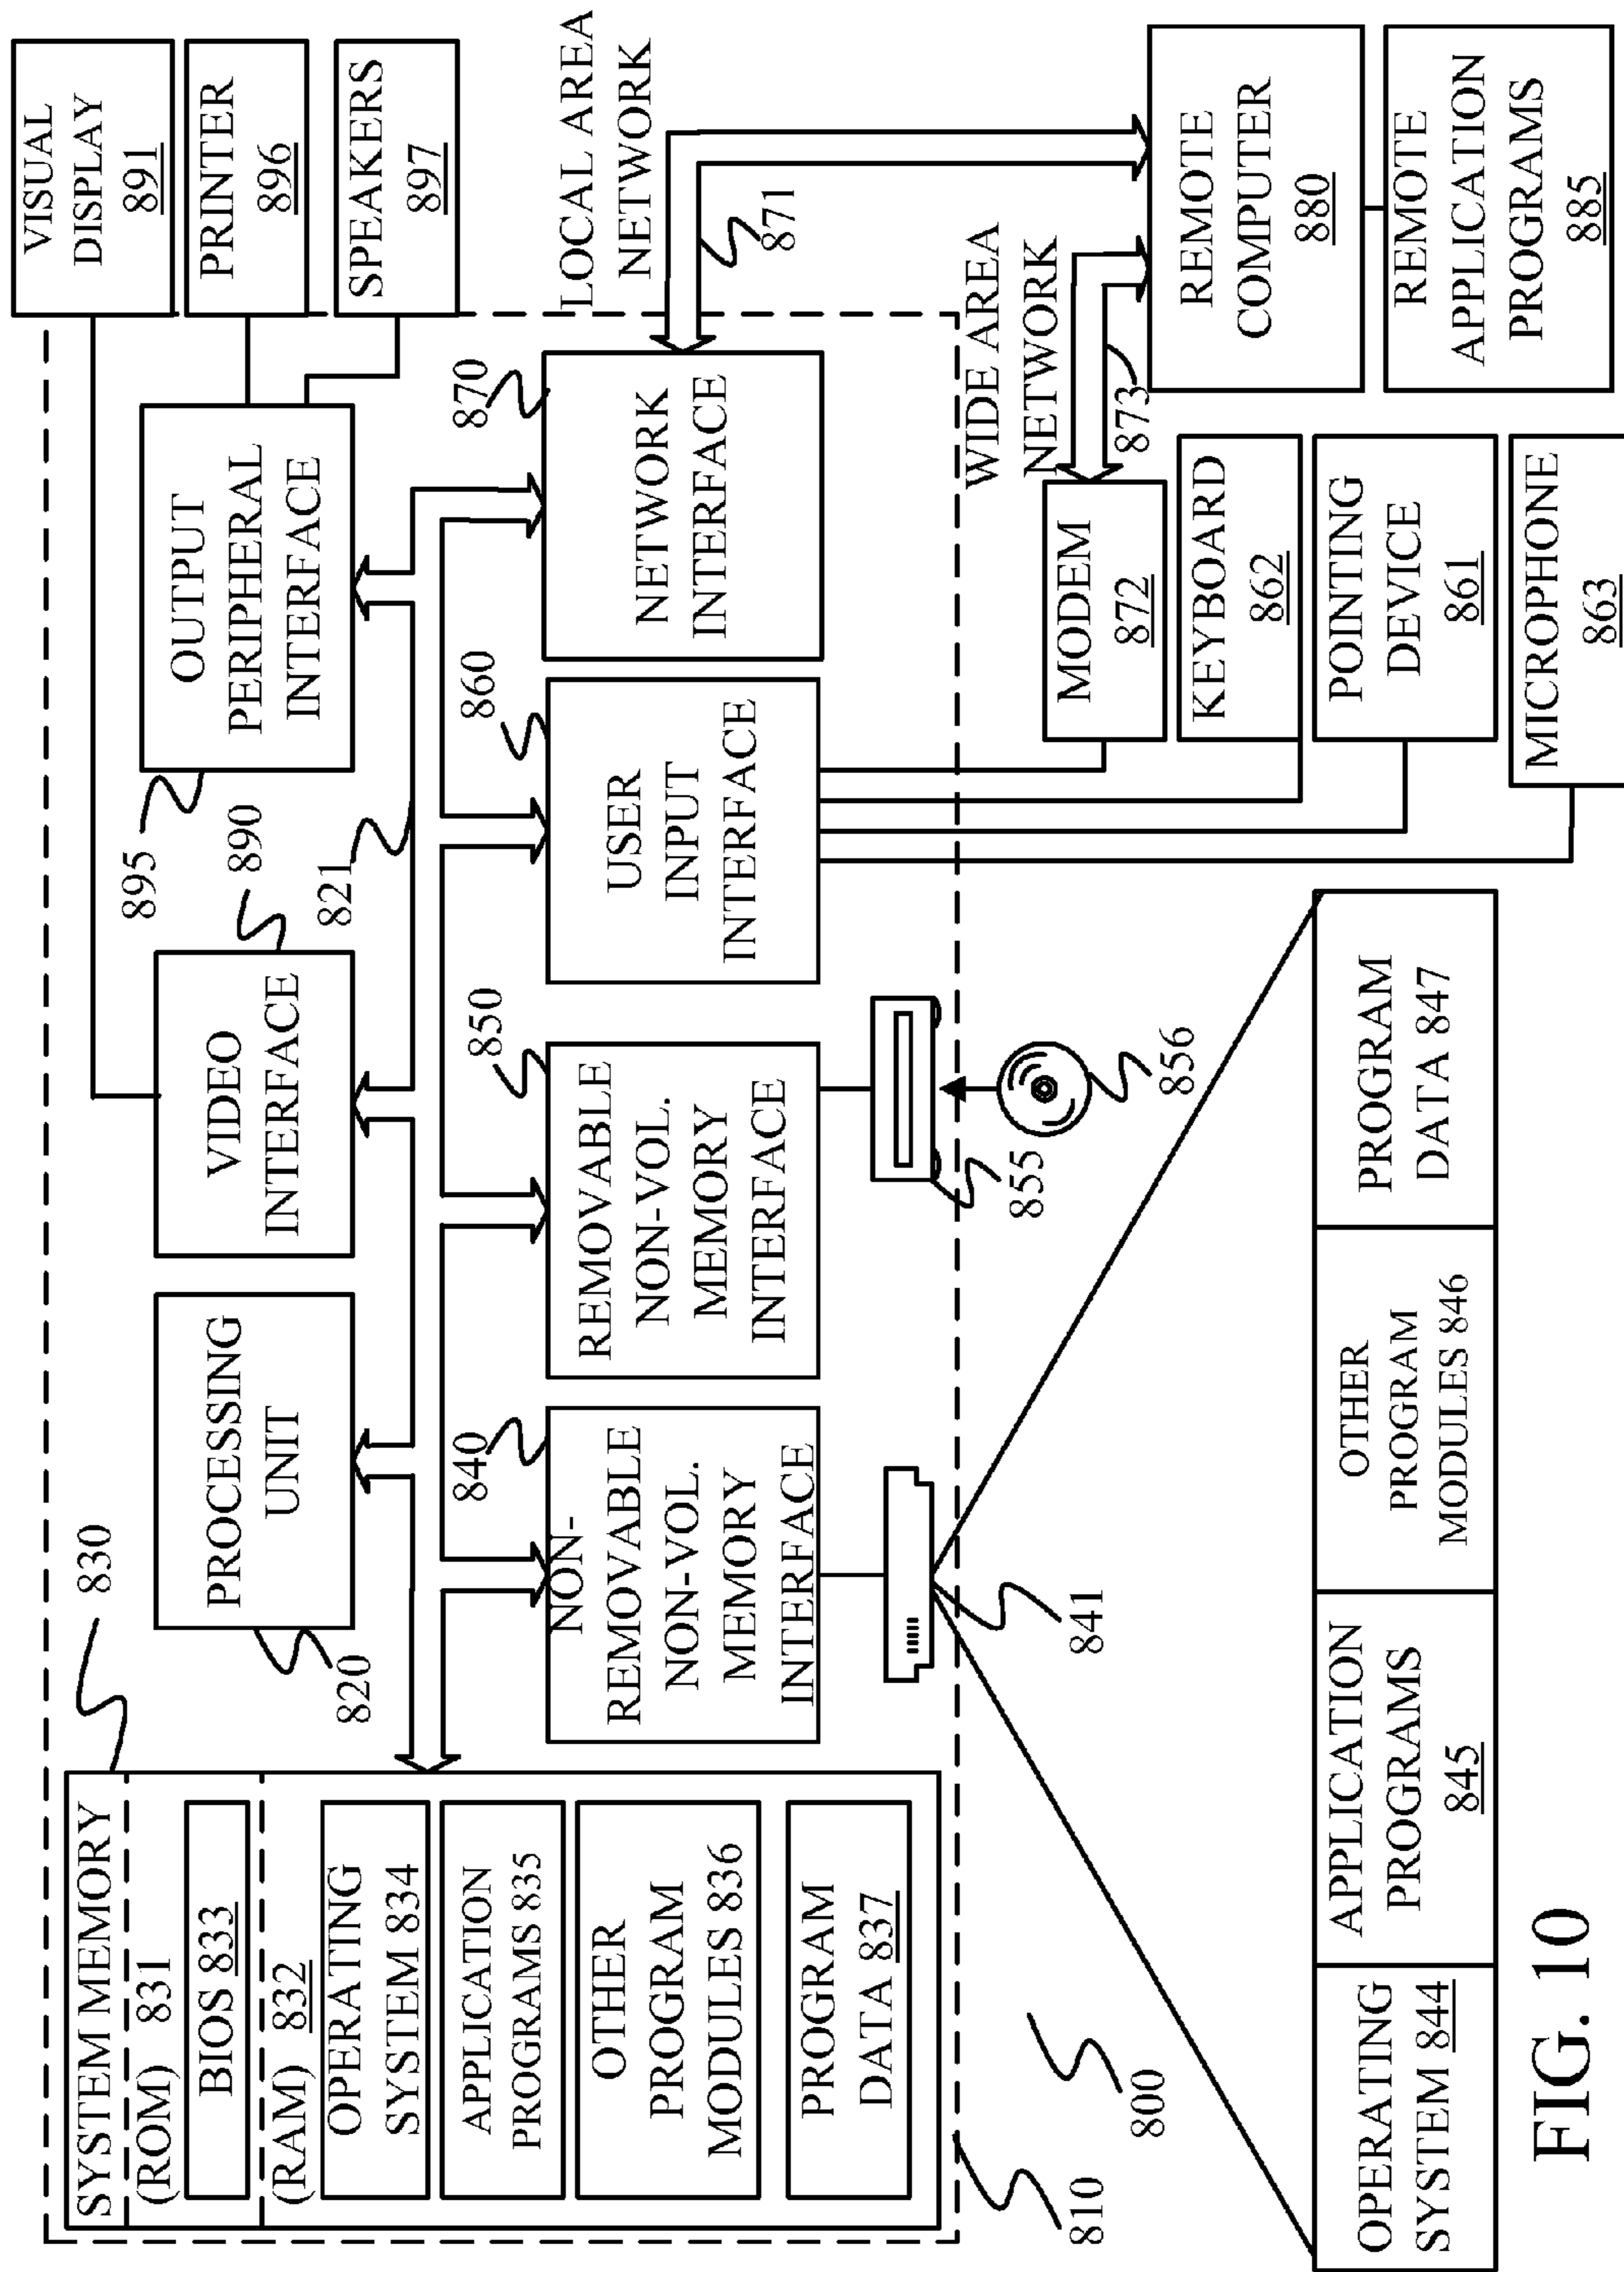 SYSTEM MEMORY
(ROM) 831
BIOS 833
(RAM) 832
OPERATING
SYSTEM 834
APPLICATION
PROGRAMS 835
OTHER
PROGRAM
MODULES 836
PROGRAM
DATA 837
830
PROCESSING
UNIT
820
VIDEO
INTERFACE
890
821
OUTPUT
PERIPHERAL
INTERFACE
895
VISUAL
DISPLAY
891
PRINTER
896
SPEAKERS
897
840
NON-
REMOVABLE
NON-VOL.
MEMORY
INTERFACE
850
REMOVABLE
NON-VOL.
MEMORY
INTERFACE
860
USER
INPUT
INTERFACE
870
NETWORK
INTERFACE
LOCAL AREA
NETWORK
871
WIDE AREA
NETWORK
873
MODEM
872
KEYBOARD
862
POINTING
DEVICE
861
MICROPHONE
863
REMOTE
COMPUTER
880
REMOTE
APPLICATION
PROGRAMS
885
841
855
856
810
800
OPERATING
SYSTEM 844
APPLICATION
PROGRAMS
845
OTHER
PROGRAM
MODULES 846
PROGRAM
DATA 847
FIG. 10